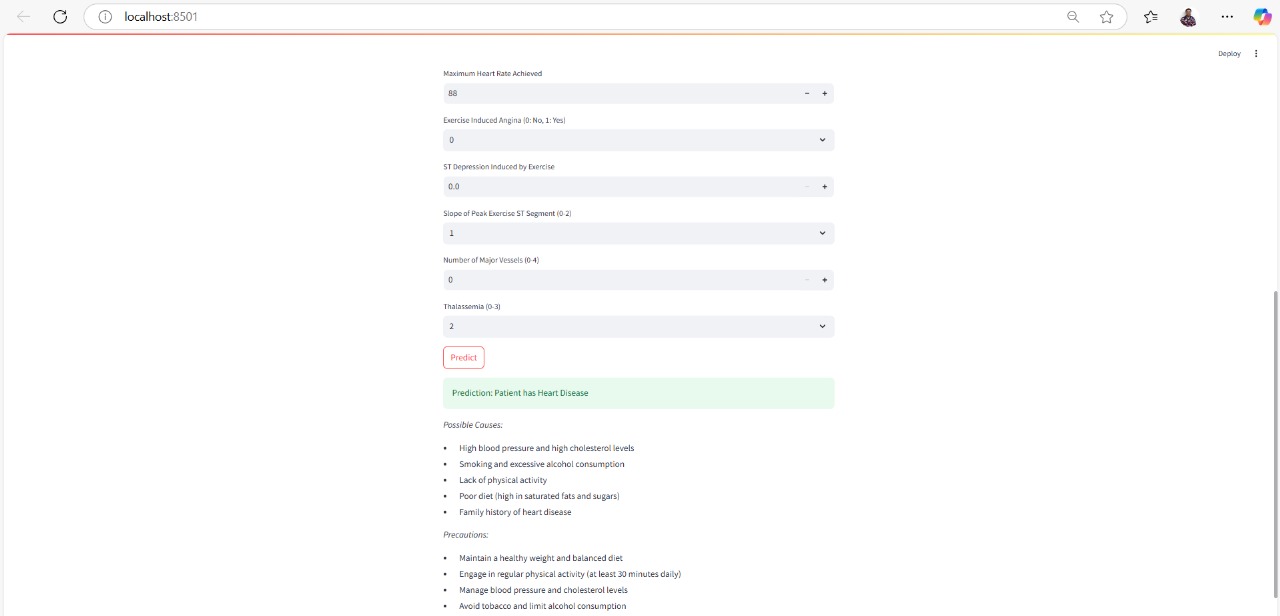 localhost:8501
Deploy
Maximum Heart Rate Achieved
88
Exercise Induced Angina (0: No, 1: Yes)
0
ST Depression Induced by Exercise
0.0
Slope of Peak Exercise ST Segment (0-2)
1
Number of Major Vessels (0-4)
0
Thalassemia (0-3)
2
Predict
Prediction: Patient has Heart Disease
Possible Causes:
• High blood pressure and high cholesterol levels
• Smoking and excessive alcohol consumption
• Lack of physical activity
• Poor diet (high in saturated fats and sugars)
• Family history of heart disease
Precautions:
• Maintain a healthy weight and balanced diet
• Engage in regular physical activity (at least 30 minutes daily)
• Manage blood pressure and cholesterol levels
• Avoid tobacco and limit alcohol consumption